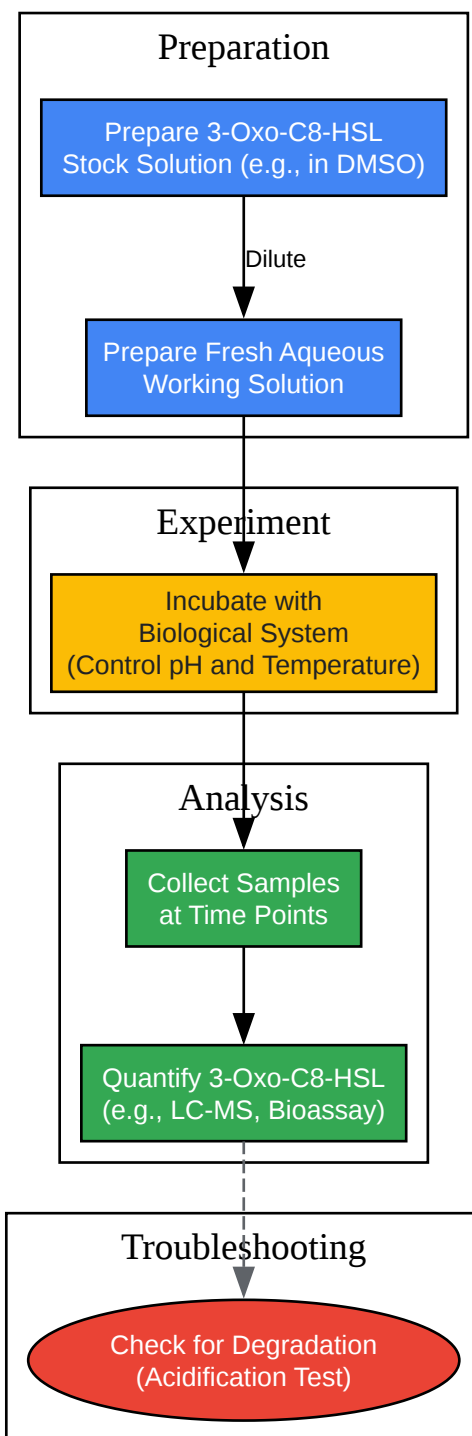 Preparation
Prepare 3-Oxo-C8-HSL
Stock Solution (e.g., in DMSO)
Dilute
Prepare Fresh Aqueous
Working Solution
Experiment
Incubate with
Biological System
(Control pH and Temperature)
Analysis
Collect Samples
at Time Points
Quantify 3-Oxo-C8-HSL
(e.g., LC-MS, Bioassay)
Troubleshooting
Check for Degradation
(Acidification Test)